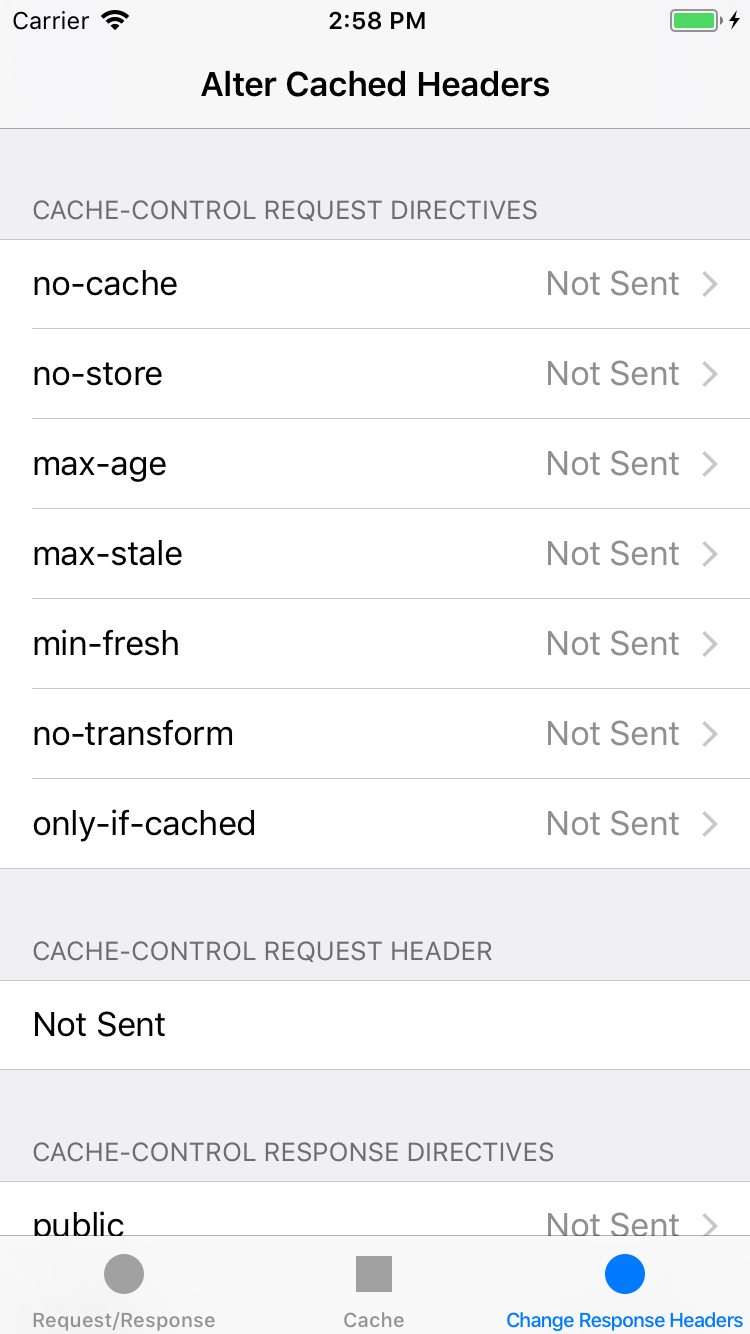 Carrier 2:58 PM
Alter Cached Headers
CACHE-CONTROL REQUEST DIRECTIVES
no-cache Not Sent
no-store Not Sent
max-age Not Sent
max-stale Not Sent
min-fresh Not Sent
no-transform Not Sent
only-if-cached Not Sent
CACHE-CONTROL REQUEST HEADER
Not Sent
CACHE-CONTROL RESPONSE DIRECTIVES
public Not Sent
Request/Response Cache Change Response Headers